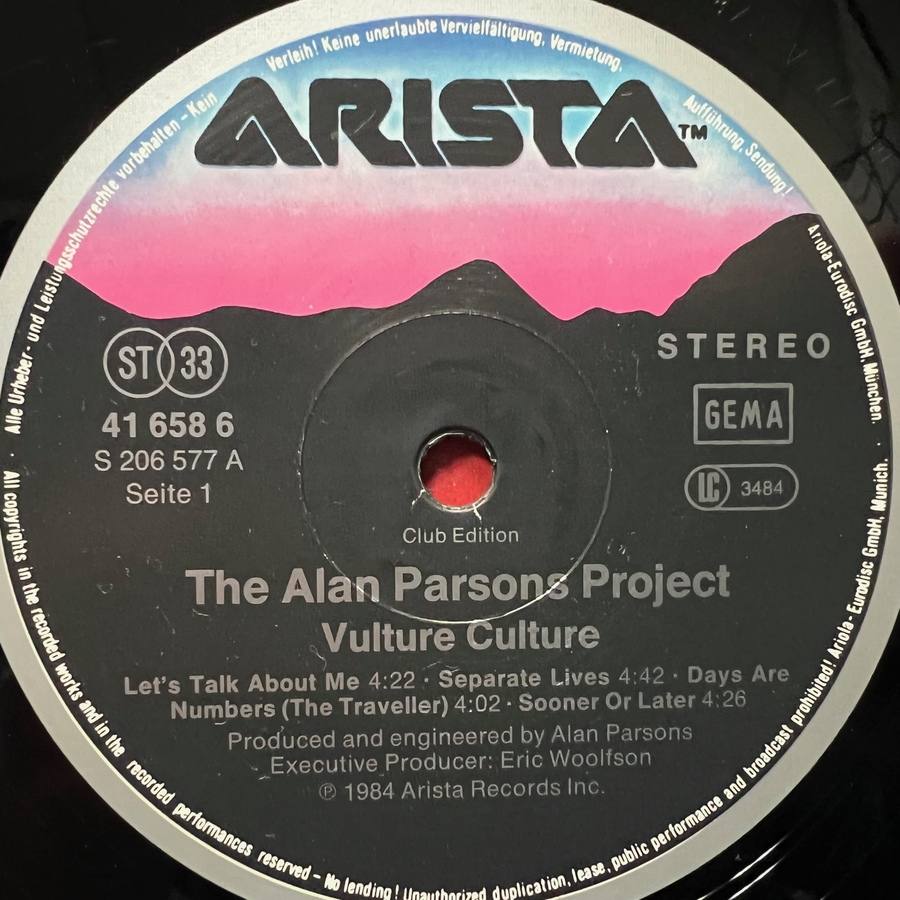 Alle Urheber- und Leistungsschutzrechte vorbehalten - Kein Verleih! Keine unerlaubte Vervielfältigung, Vermietung, Aufführung, Sendung!
ARISTA™
Ariola-Eurodisc GmbH, München.
ST 33
STEREO
41 658 6
GEMA
S 206 577 A
Seite 1
LC 3484
Club Edition
The Alan Parsons Project
Vulture Culture
Let's Talk About Me 4:22 · Separate Lives 4:42 · Days Are
Numbers (The Traveller) 4:02 · Sooner Or Later 4:26
Produced and engineered by Alan Parsons
Executive Producer: Eric Woolfson
℗ 1984 Arista Records Inc.
All copyrights in the recorded works and in the recorded performances reserved - No lending! Unauthorized duplication, lease, public performance and broadcast prohibited! Ariola-Eurodisc GmbH, Munich.